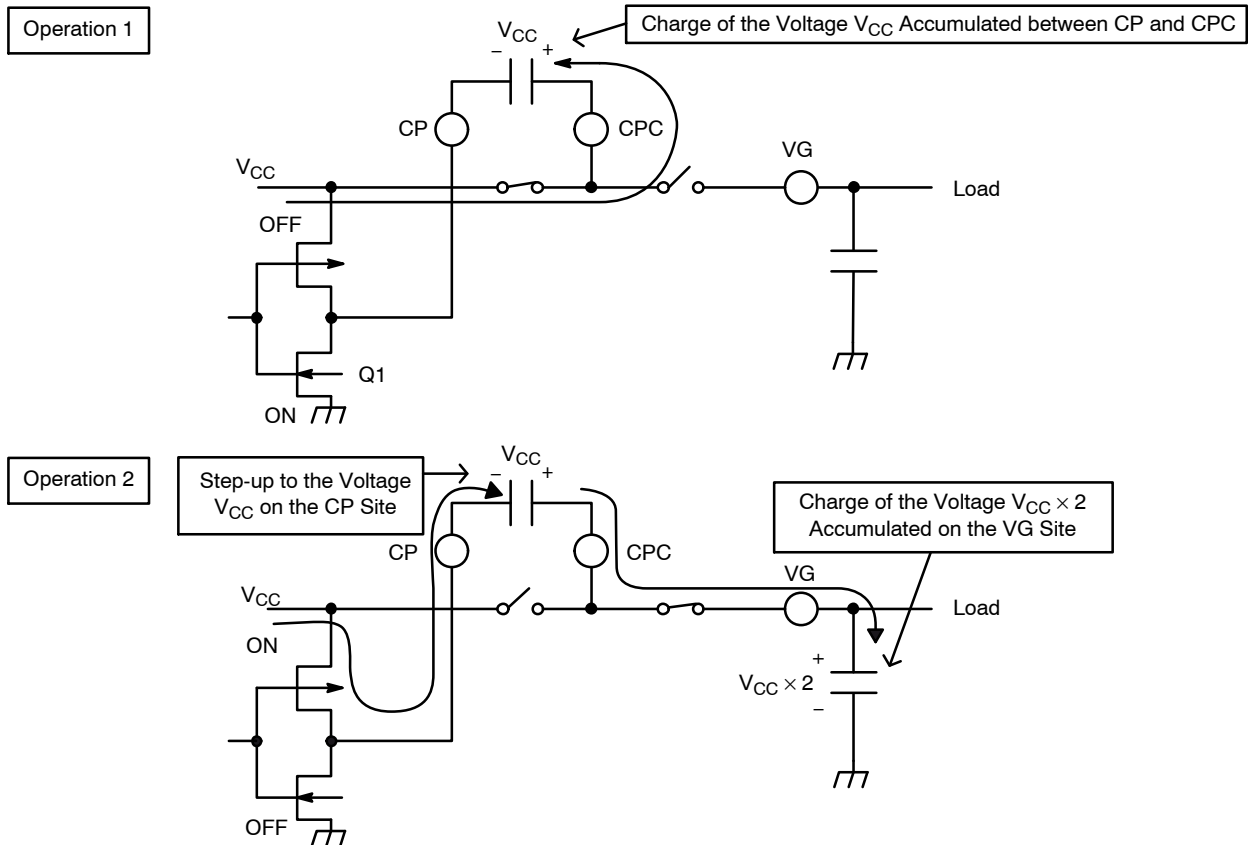 Operation 1
Charge of the Voltage VCC Accumulated between CP and CPC
VCC
− +
CP
CPC
VCC
VG
Load
OFF
Q1
ON
Operation 2
Step-up to the Voltage
VCC on the CP Site
VCC
− +
Charge of the Voltage VCC × 2
Accumulated on the VG Site
CP
CPC
VCC
VG
Load
ON
+
VCC × 2
−
OFF